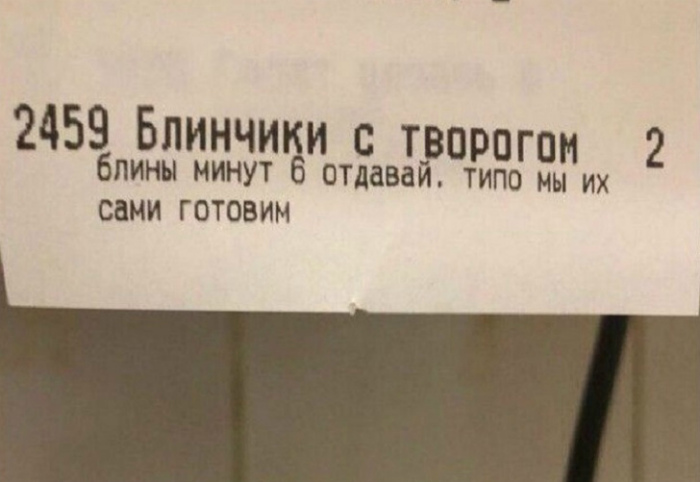 2459 Блинчики с творогом 2
блины минут 6 отдавай. типо мы их
сами готовим